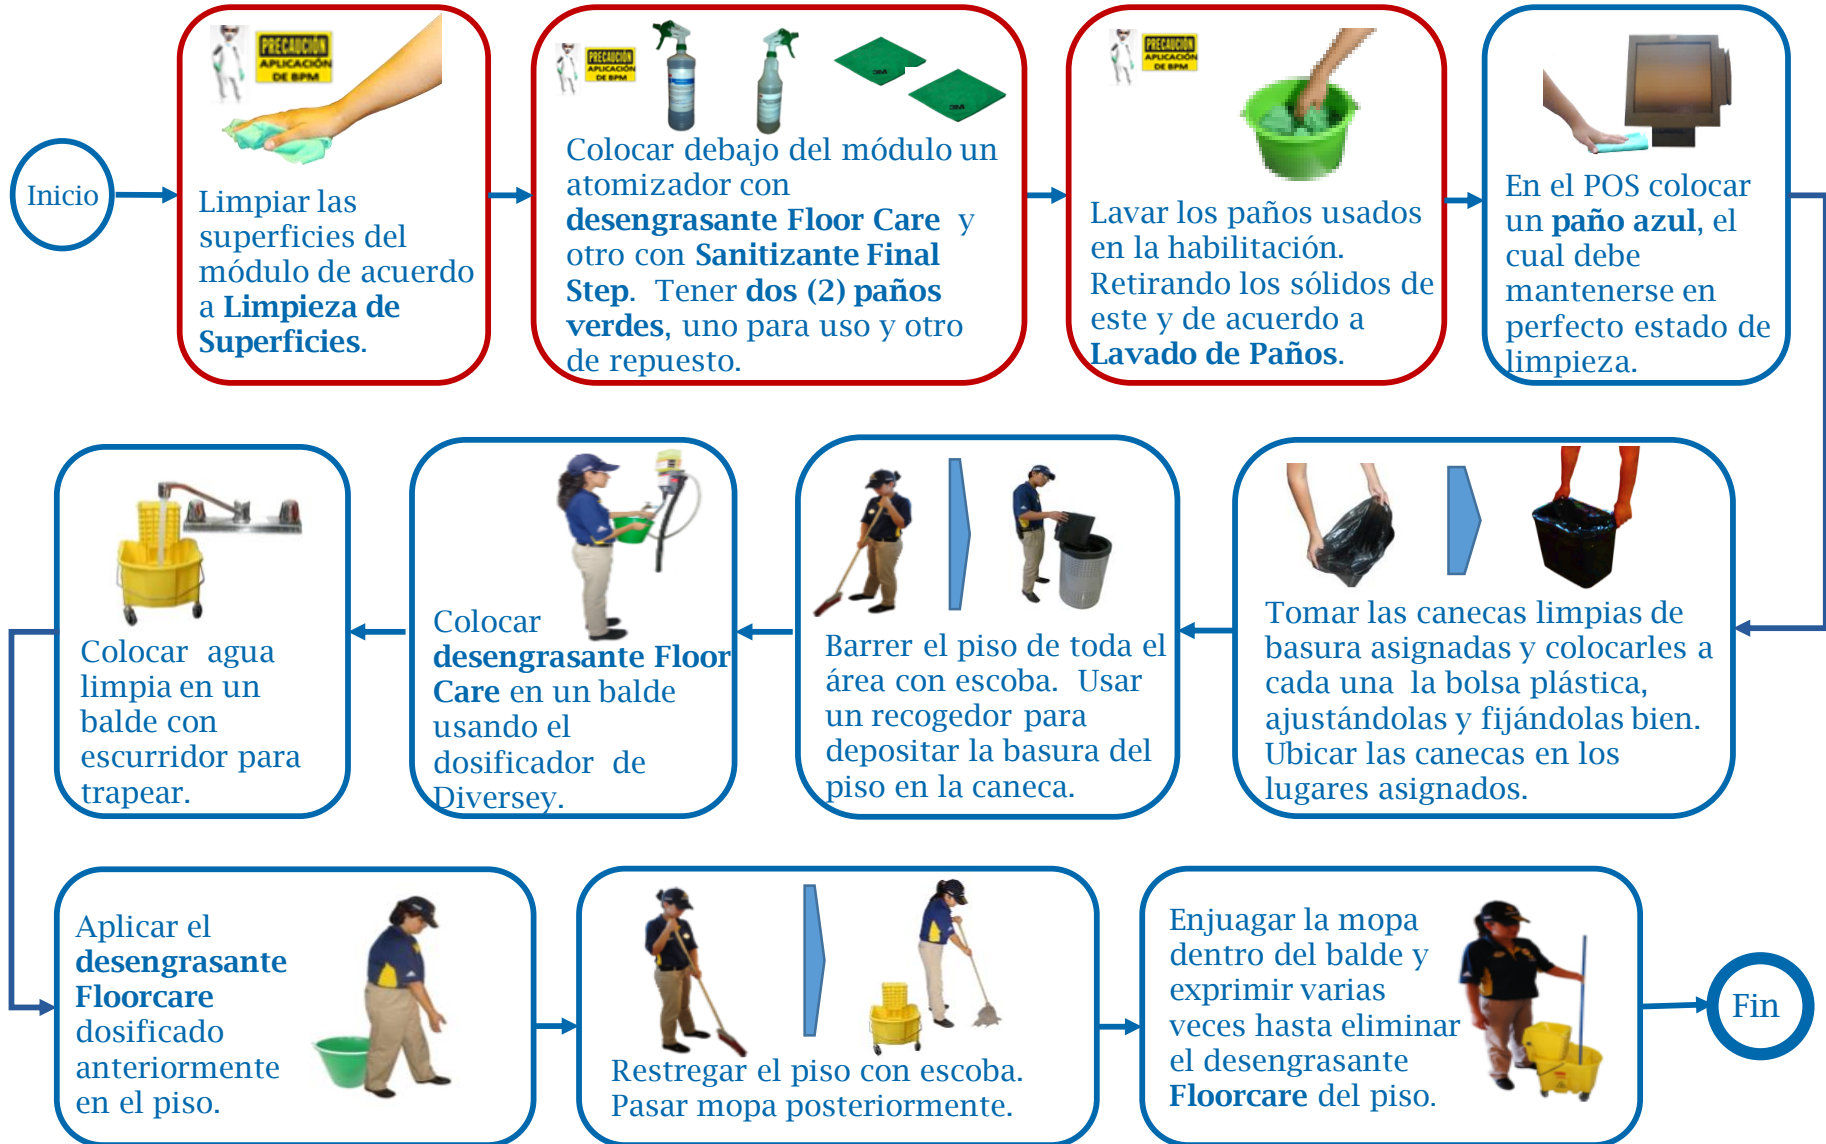 Inicio
PRECAUCIÓN
APLICACIÓN
DE BPM
Limpiar las
superficies del
módulo de acuerdo
a Limpieza de
Superficies.
PRECAUCIÓN
APLICACIÓN
DE BPM
3M
3M
Colocar debajo del módulo un
atomizador con
desengrasante Floor Care y
otro con Sanitizante Final
Step. Tener dos (2) paños
verdes, uno para uso y otro
de repuesto.
PRECAUCIÓN
APLICACIÓN
DE BPM
Lavar los paños usados
en la habilitación.
Retirando los sólidos de
este y de acuerdo a
Lavado de Paños.
En el POS colocar
un paño azul, el
cual debe
mantenerse en
perfecto estado de
limpieza.
Tomar las canecas limpias de
basura asignadas y colocarles a
cada una la bolsa plástica,
ajustándolas y fijándolas bien.
Ubicar las canecas en los
lugares asignados.
Barrer el piso de toda el
área con escoba. Usar
un recogedor para
depositar la basura del
piso en la caneca.
Colocar
desengrasante Floor
Care en un balde
usando el
dosificador de
Diversey.
Colocar agua
limpia en un
balde con
escurridor para
trapear.
Aplicar el
desengrasante
Floorcare
dosificado
anteriormente
en el piso.
Restregar el piso con escoba.
Pasar mopa posteriormente.
Enjuagar la mopa
dentro del balde y
exprimir varias
veces hasta eliminar
el desengrasante
Floorcare del piso.
Fin